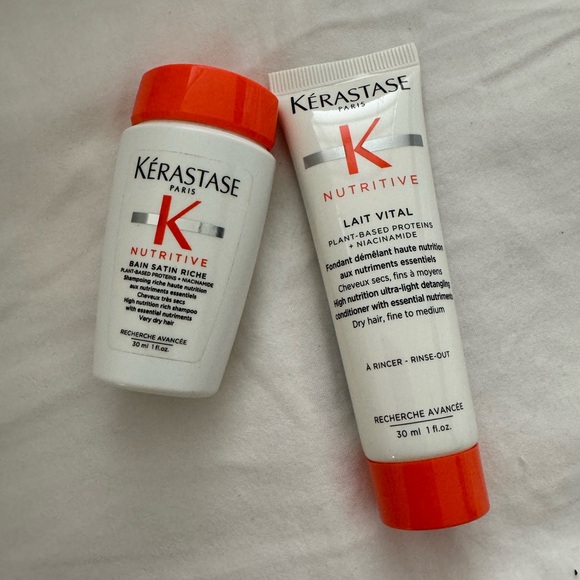 KÉRASTASE
PARIS
K
NUTRITIVE
BAIN SATIN RICHE
PLANT-BASED PROTEINS + NIACINAMIDE
Shampoing riche haute nutrition
aux nutriments essentiels
Cheveux très secs
High nutrition rich shampoo
with essential nutriments
Very dry hair
RECHERCHE AVANCÉE
30 ml 1 fl.oz.
KÉRASTASE
PARIS
K
NUTRITIVE
LAIT VITAL
PLANT-BASED PROTEINS
+ NIACINAMIDE
Fondant démêlant haute nutrition
aux nutriments essentiels
Cheveux secs, fins à moyens
High nutrition ultra-light detangling
conditioner with essential nutriments
Dry hair, fine to medium
À RINCER - RINSE-OUT
RECHERCHE AVANCÉE
30 ml 1 fl.oz.